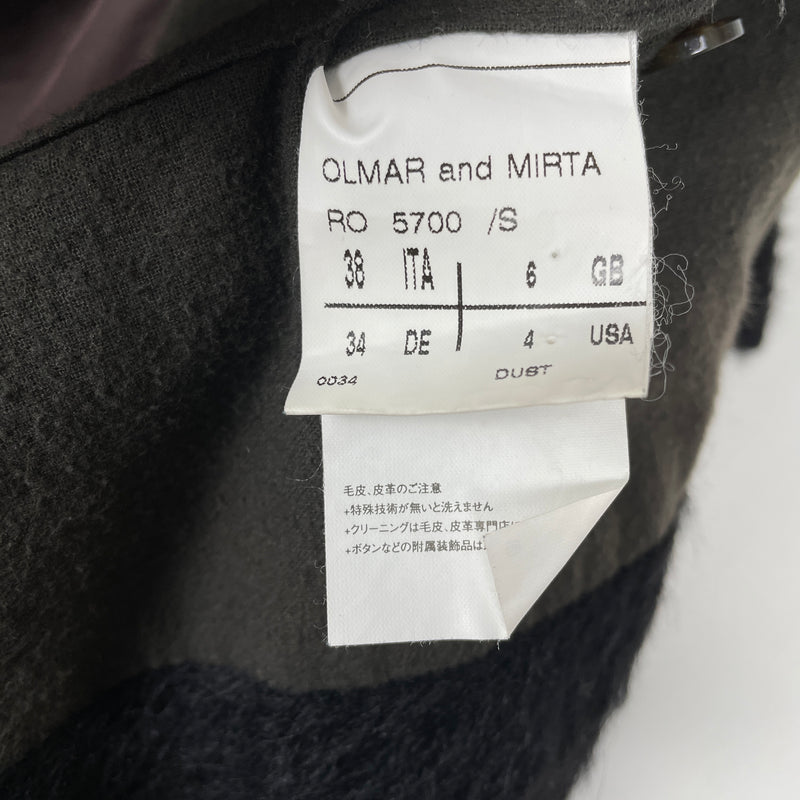 OLMAR and MIRTA
RO 5700 /S
38 ITA 6 GB
34 DE 4 USA
0034 DUST
毛皮、皮革のご注意
+特殊技術が無いと洗えません
+クリーニングは毛皮、皮革専門店
+ボタンなどの附属装飾品は